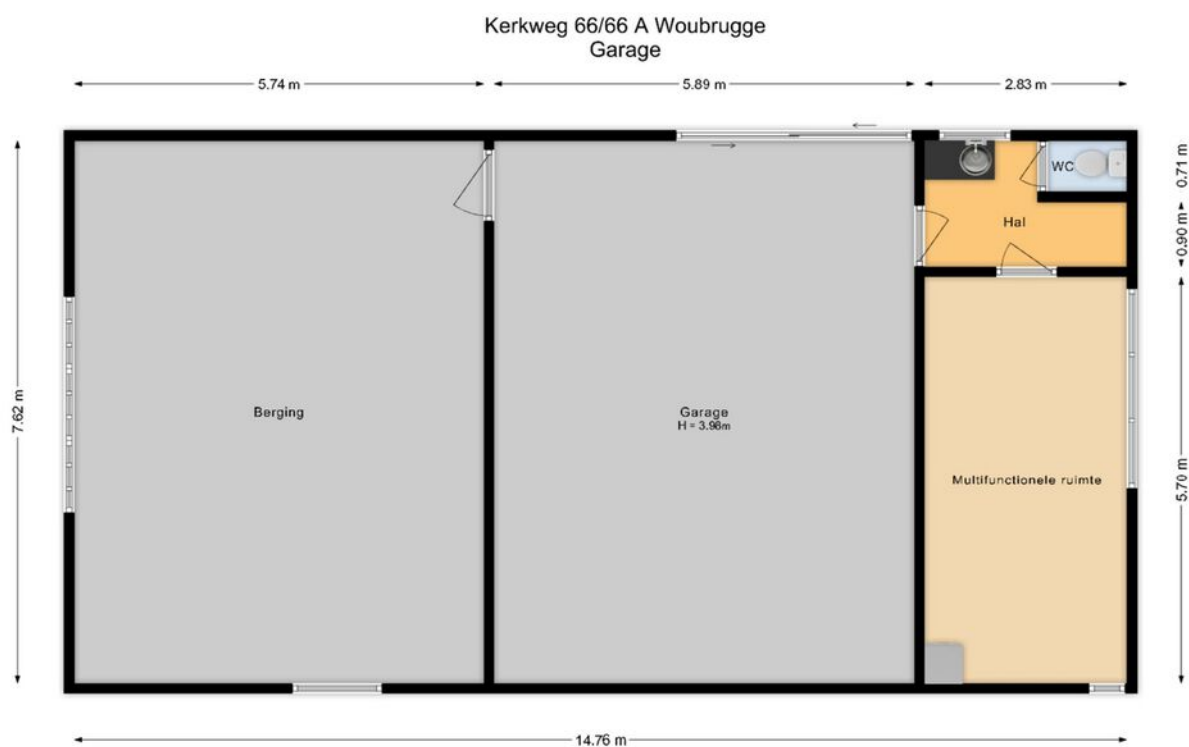 Kerkweg 66/66 A Woubrugge
Garage
5.74 m
5.89 m
2.83 m
0.71 m
WC
Hal
0.90 m
7.62 m
Berging
Garage
H = 3.98m
Multifunctionele ruimte
5.70 m
14.76 m